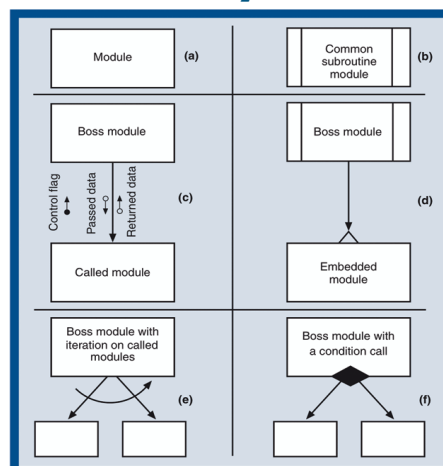 Module
(a)
Common
subroutine
module
(b)
Boss module
Control flag
Passed data
Returned data
(c)
Called module
Boss module
(d)
Embedded
module
Boss module with
iteration on called
modules
(e)
Boss module with
a condition call
(f)